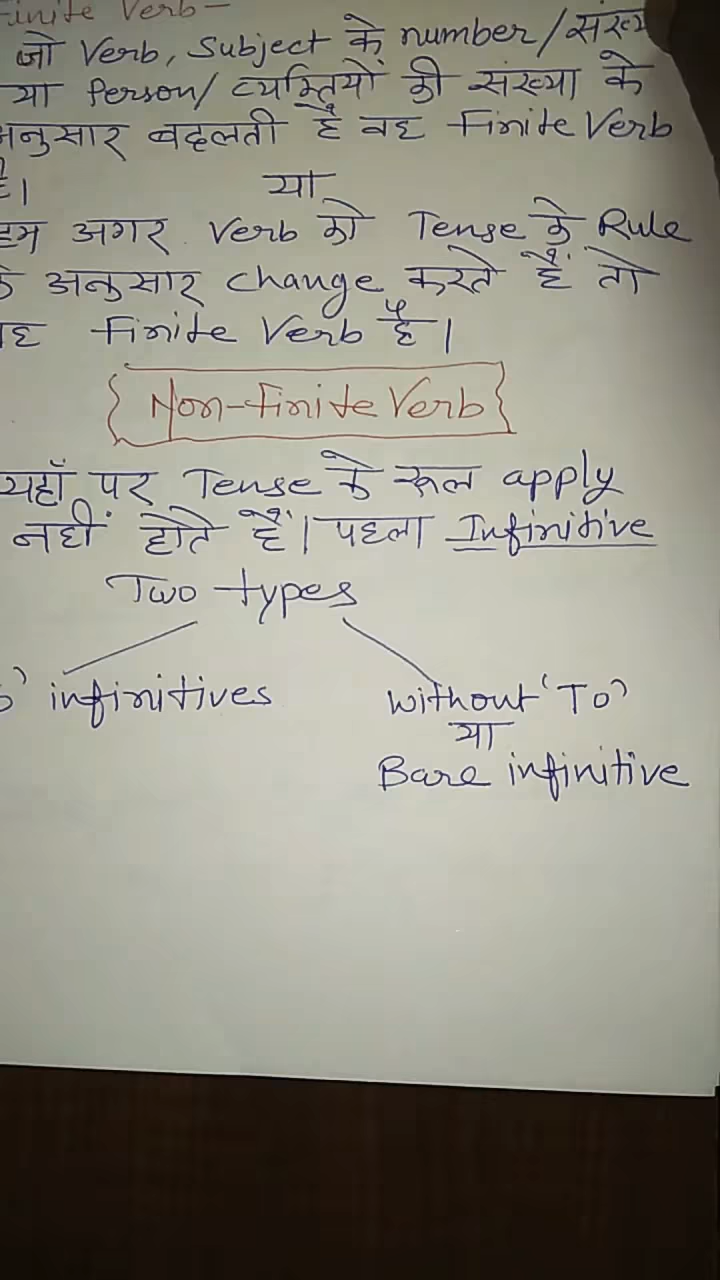 Finite Verb-
जो Verb, Subject के number/संख्य
या Person/ व्यक्तियों की संख्या के
अनुसार बदलती है वह Finite Verb
है।
या
हम अगर Verb को Tense के Rule
के अनुसार change करते हैं तो
वह Finite Verb है।
Non-Finite Verb
यहाँ पर Tense के रूल apply
नहीं होते हैं। पहला Infinitive
Two types
infinitives without 'To'
या
Bare infinitive